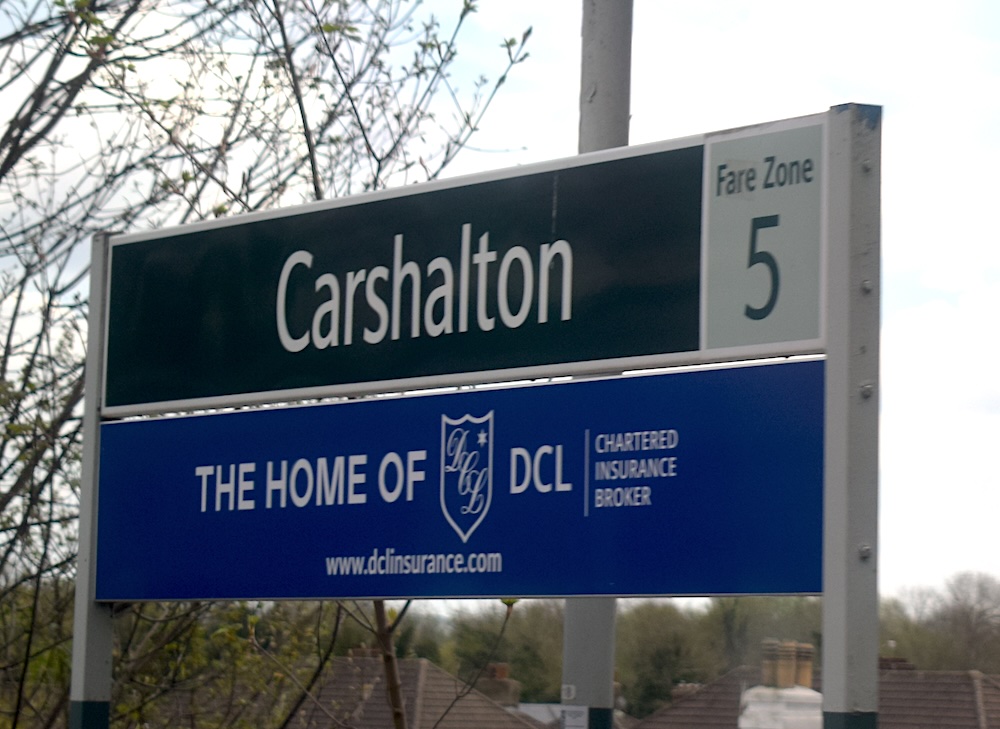 Carshalton
Fare Zone
5
THE HOME OF
DCL
DCL
CHARTERED
INSURANCE
BROKER
www.dclinsurance.com